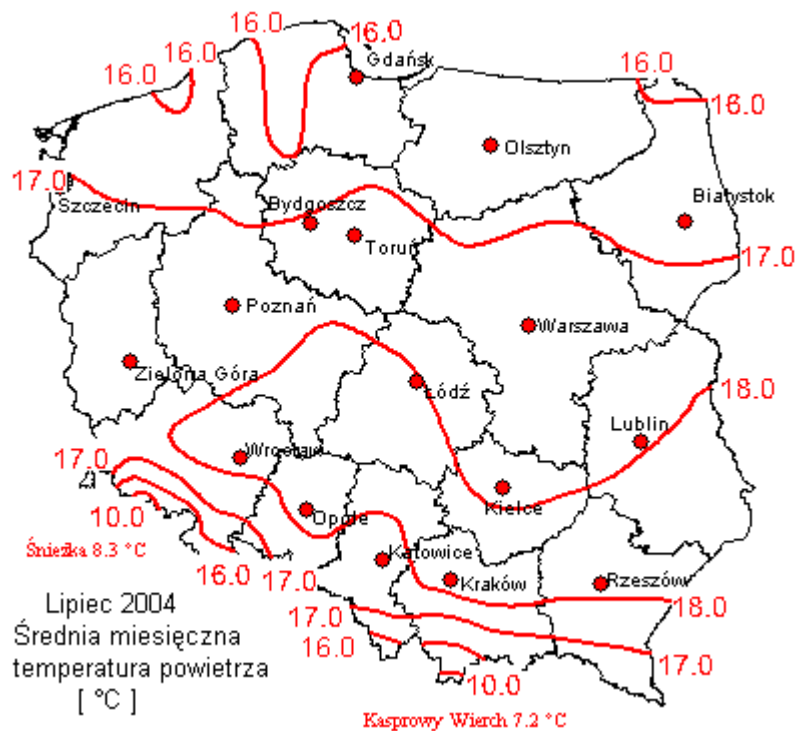 16.0
16.0
16.0
Gdańsk
16.0
16.0
Olsztyn
17.0
Szczecin
Bydgoszcz
Białystok
Toruń
17.0
Poznań
Warszawa
Zielona Góra
Łódź
18.0
Lublin
Wrocław
17.0
Kielce
10.0
Opole
Śnieżka 8.3 °C
Katowice
16.0
17.0
Kraków
Rzeszów
18.0
Lipiec 2004
Średnia miesięczna
temperatura powietrza
[ °C ]
17.0
16.0
17.0
10.0
Kasprowy Wierch 7.2 °C